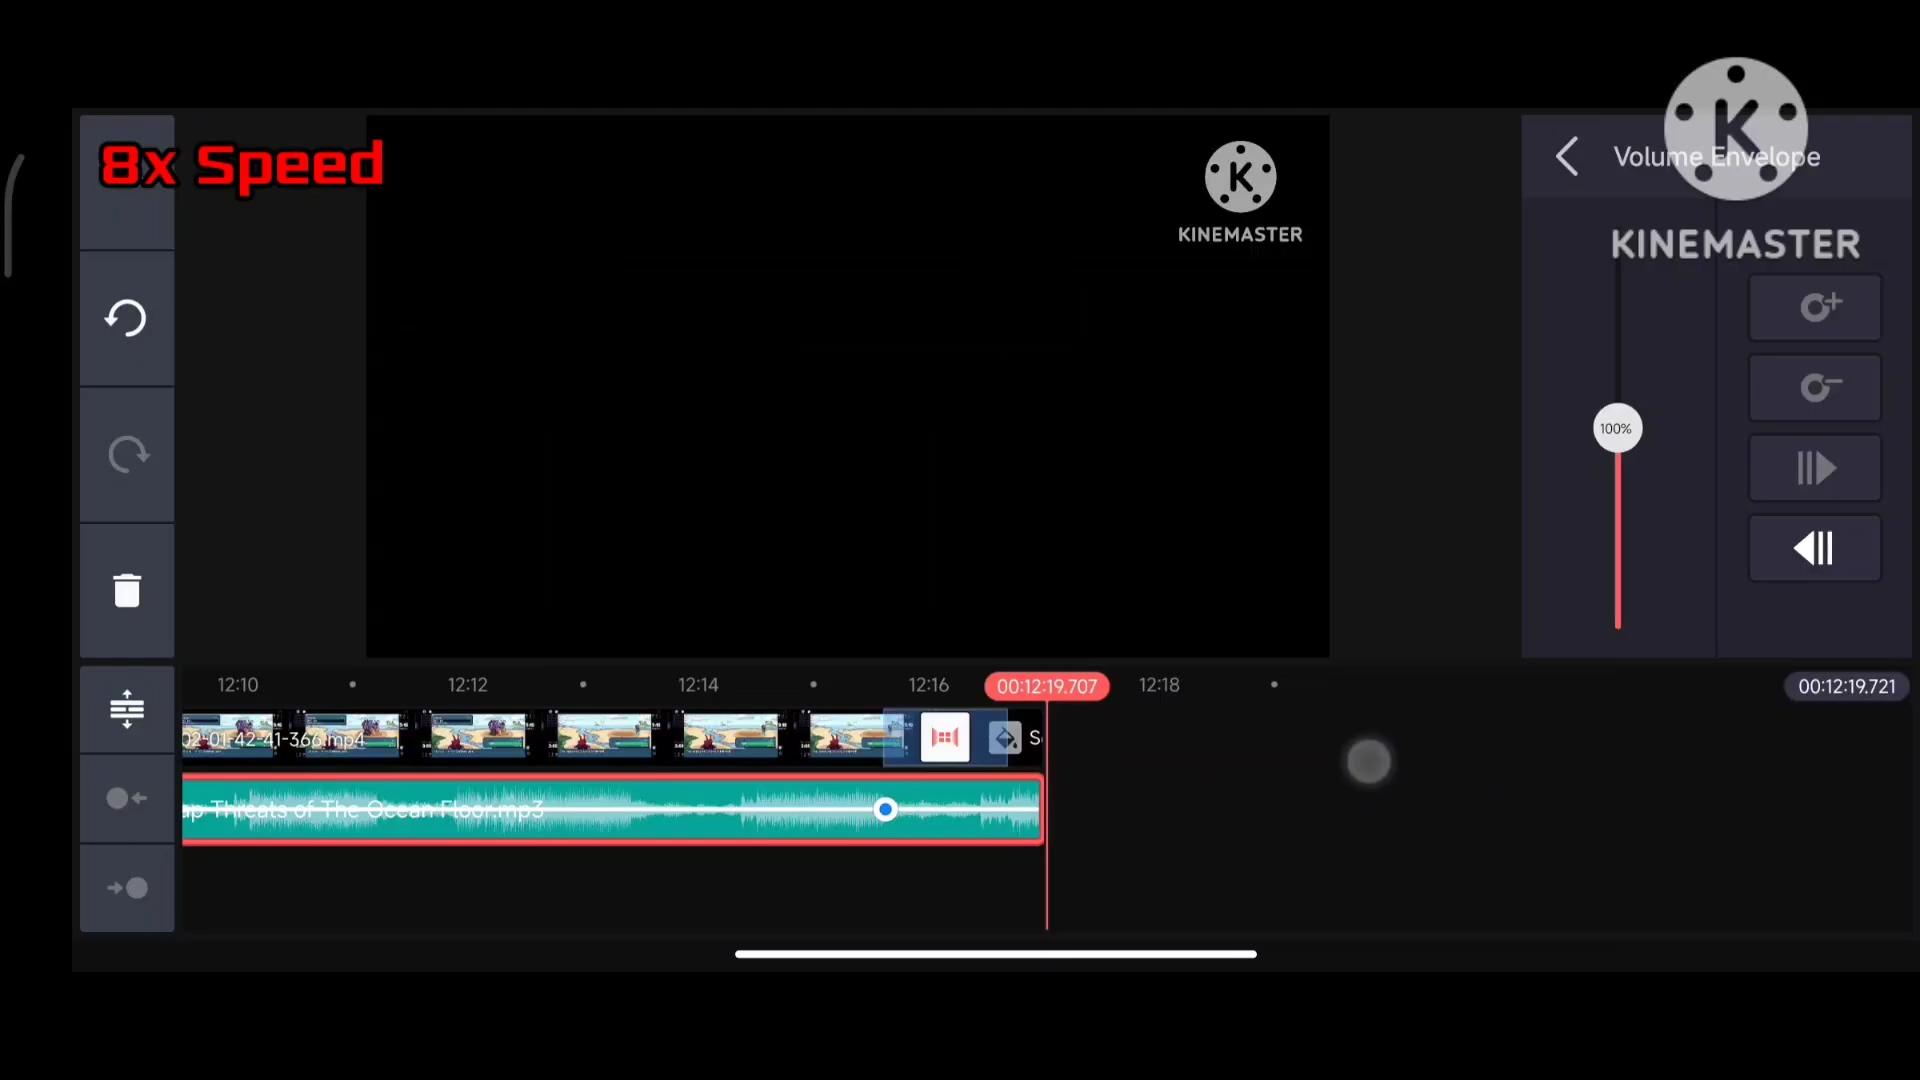 8x Speed
KINEMASTER
Volume Envelope
KINEMASTER
100%
12:10
12:12
12:14
12:16
00:12:19.707
12:18
00:12:19.721
02-01-42-41-366.mp4
S
ap Threats of The Ocean Floor.mp3